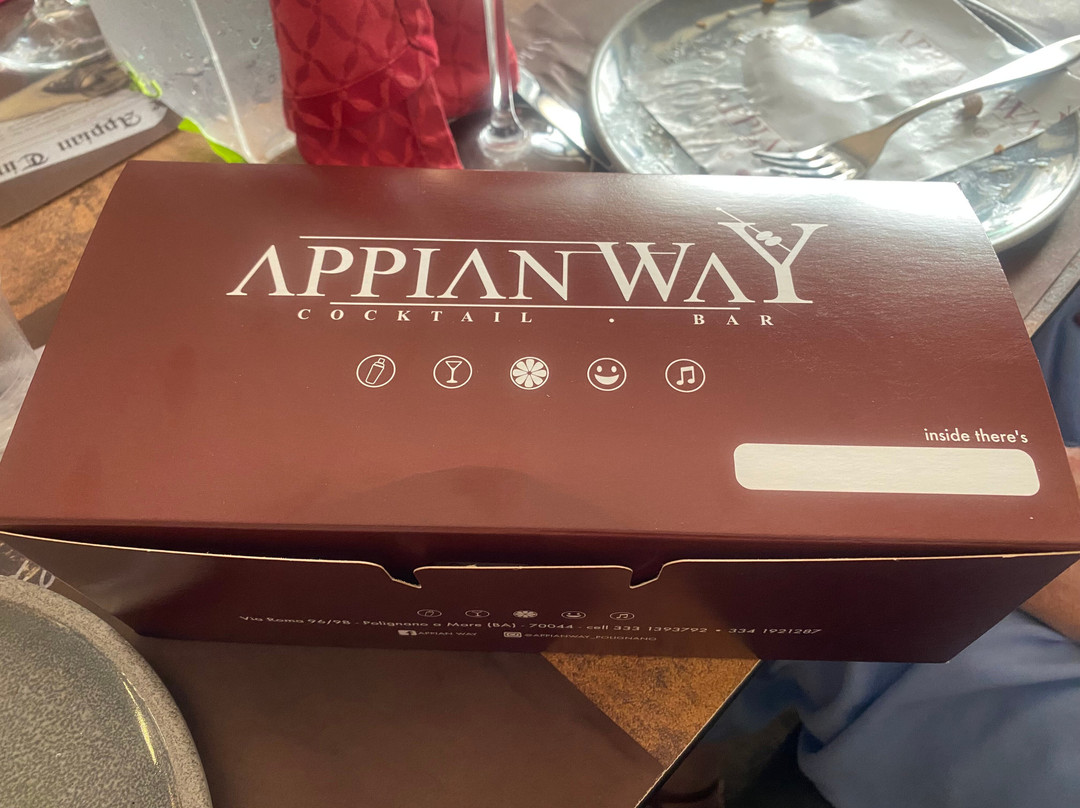 Appian
APPIAN WAY
COCKTAIL . BAR
inside there's
Via Roma 96/98 - Polignano a Mare (BA) - 70044 - cell 333 1393792 • 334 1921287
APPIAN WAY @APPIANWAY_POLIGNANO